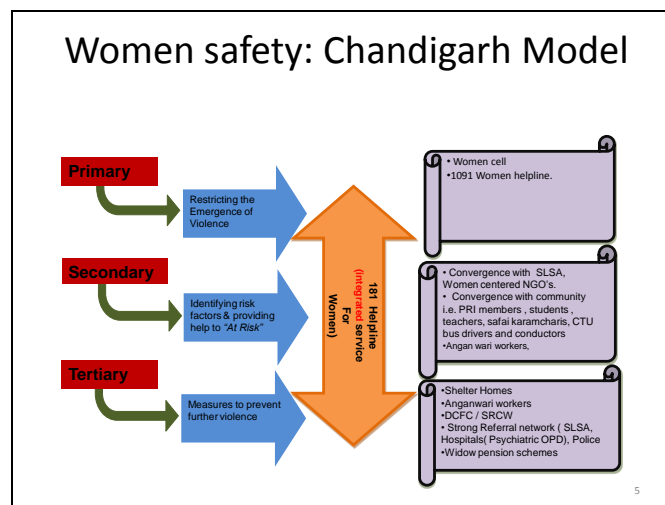 Women safety: Chandigarh Model
Primary
Restricting the
Emergence of
Violence
Secondary
Identifying risk
factors & providing
help to "At Risk"
Tertiary
Measures to prevent
further violence
181 Helpline
(integrated service
For
Women)
• Women cell
•1091 Women helpline.
• Convergence with SLSA,
Women centered NGO's.
• Convergence with community
i.e. PRI members , students ,
teachers, safai karamcharis, CTU
bus drivers and conductors
•Angan wari workers,
•Shelter Homes
•Anganwari workers
•DCFC / SRCW
• Strong Referral network ( SLSA,
Hospitals( Psychiatric OPD), Police
•Widow pension schemes
5